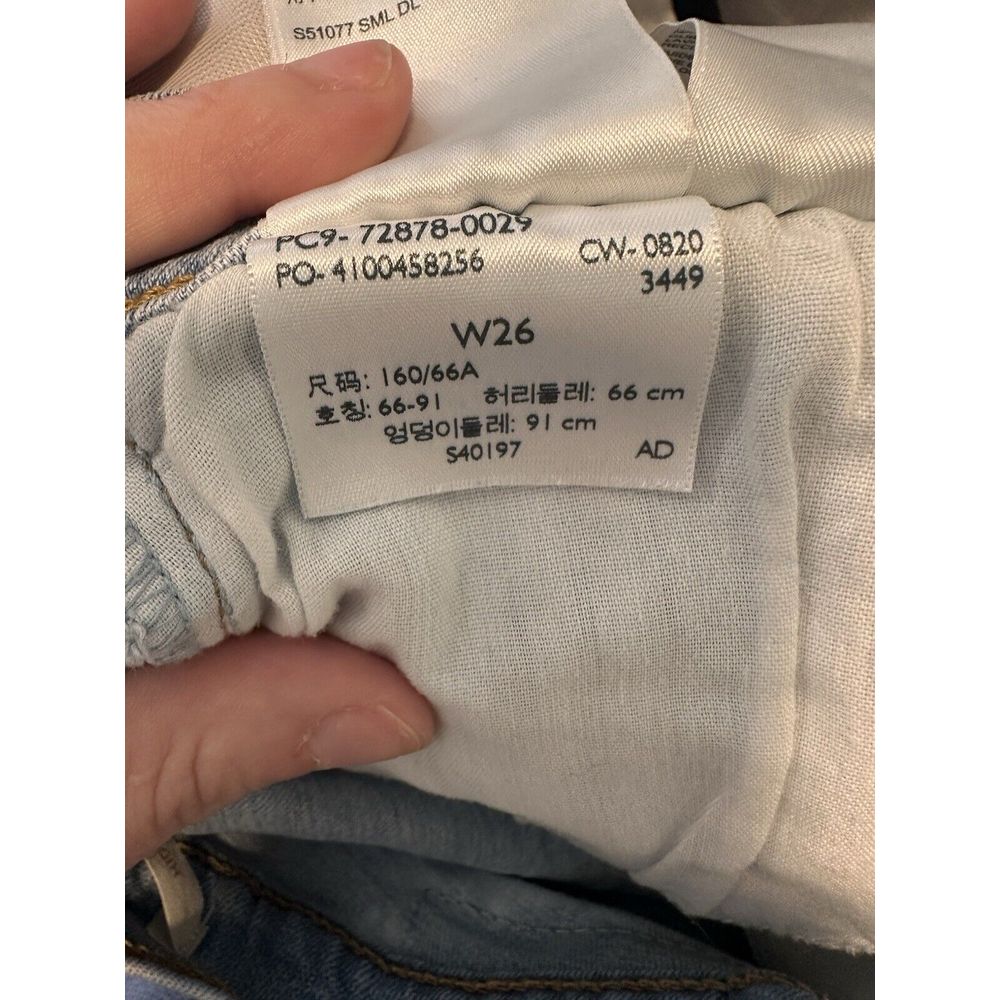 S51077 SML DL
PC9- 72878-0029
PO- 4100458256 CW- 0820
3449
W26
尺码: 160/66A
호칭: 66-91 허리둘레: 66 cm
엉덩이둘레: 91 cm
S40197 AD